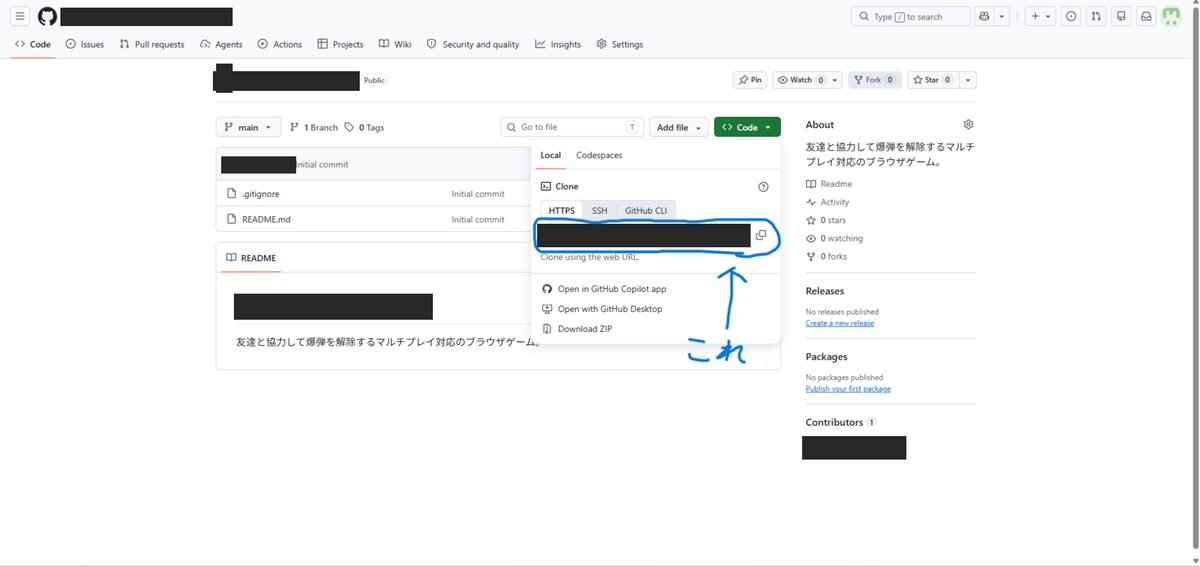 Type / to search
Code
Issues
Pull requests
Agents
Actions
Projects
Wiki
Security and quality
Insights
Settings
Public
Pin
Watch 0
Fork 0
Star 0
main
1 Branch
0 Tags
Go to file
T
Add file
Code
Initial commit
.gitignore
Initial commit
README.md
Initial commit
README
友達と協力して爆弾を解除するマルチプレイ対応のブラウザゲーム。
Local
Codespaces
Clone
HTTPS
SSH
GitHub CLI
Clone using the web URL.
Open in GitHub Copilot app
Open with GitHub Desktop
Download ZIP
これ
About
友達と協力して爆弾を解除するマルチ
プレイ対応のブラウザゲーム。
Readme
Activity
0 stars
0 watching
0 forks
Releases
No releases published
Create a new release
Packages
No packages published
Publish your first package
Contributors 1